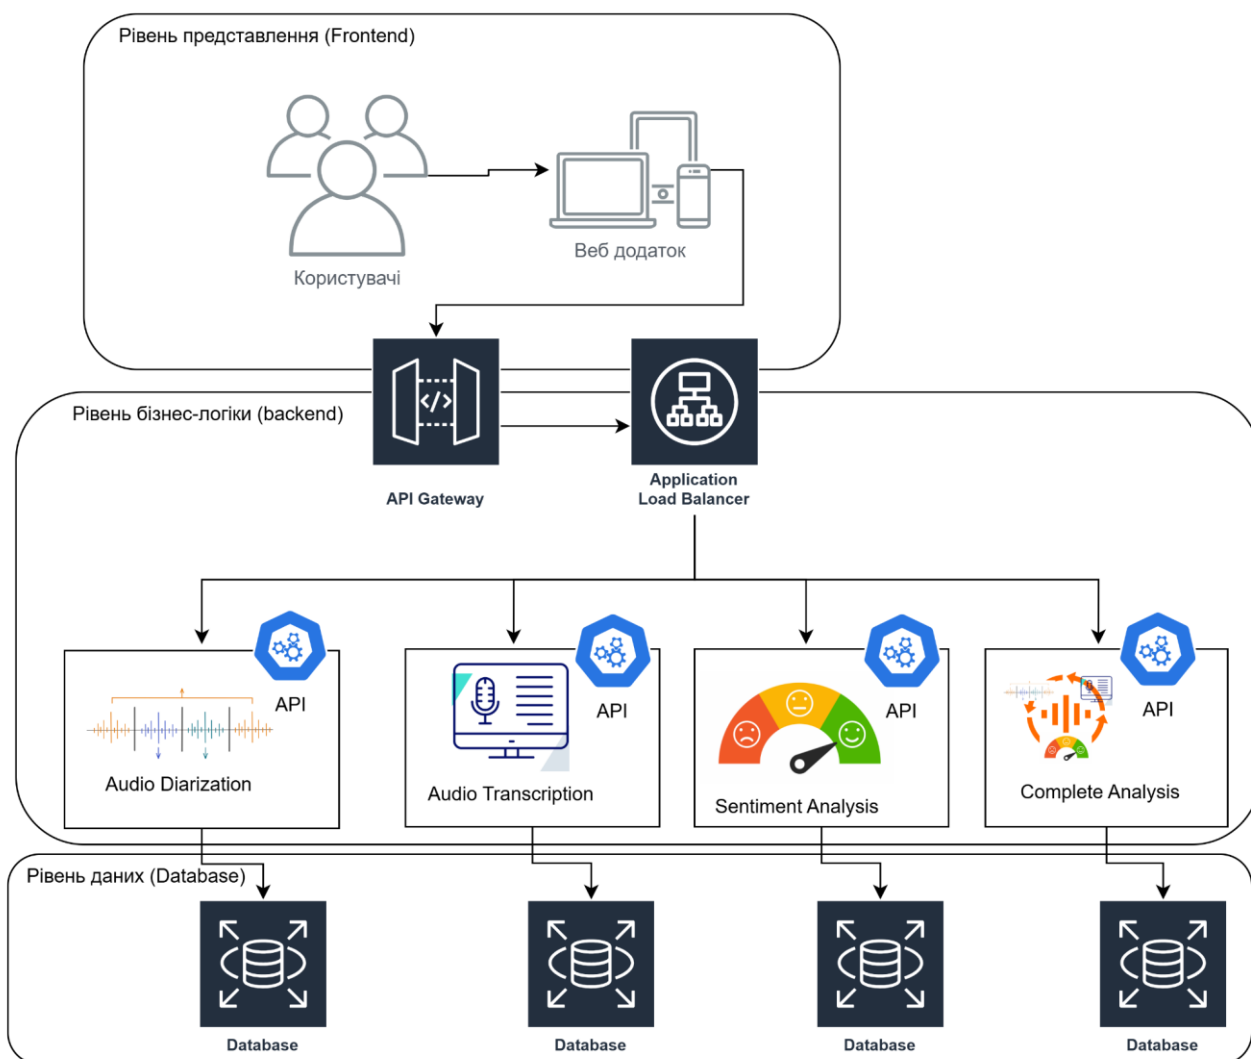 Рівень представлення (Frontend)
Користувачі
Веб додаток
Рівень бізнес-логіки (backend)
</>
API Gateway
Application
Load Balancer
API
Audio Diarization
API
Audio Transcription
API
Sentiment Analysis
API
Complete Analysis
Рівень даних (Database)
Database
Database
Database
Database